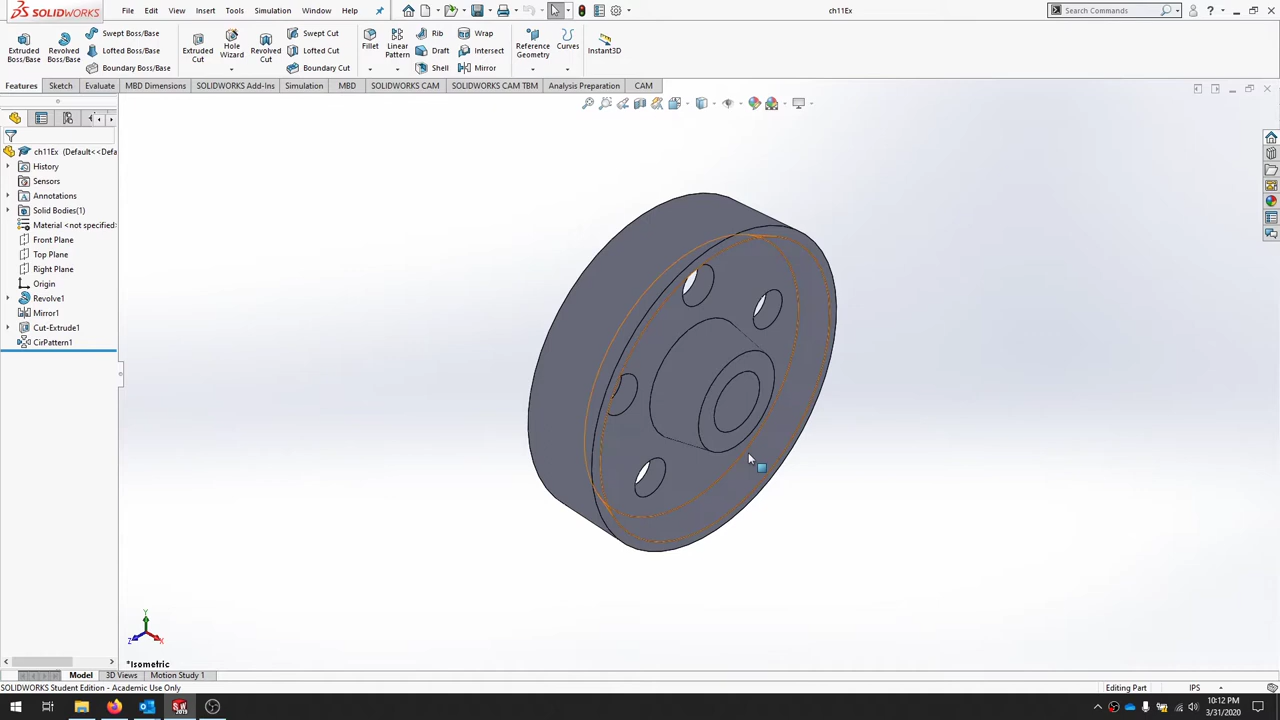 SOLIDWORKS
File
Edit
View
Insert
Tools
Simulation
Window
Help
ch11Ex
Search Commands
Extruded Boss/Base
Revolved Boss/Base
Swept Boss/Base
Lofted Boss/Base
Boundary Boss/Base
Extruded Cut
Hole Wizard
Revolved Cut
Swept Cut
Lofted Cut
Boundary Cut
Fillet
Linear Pattern
Rib
Draft
Shell
Wrap
Intersect
Mirror
Reference Geometry
Curves
Instant3D
Features
Sketch
Evaluate
MBD Dimensions
SOLIDWORKS Add-Ins
Simulation
MBD
SOLIDWORKS CAM
SOLIDWORKS CAM TBM
Analysis Preparation
CAM
ch11Ex (Default<<Defa
History
Sensors
Annotations
Solid Bodies(1)
Material <not specified>
Front Plane
Top Plane
Right Plane
Origin
Revolve1
Mirror1
Cut-Extrude1
CirPattern1
Y
Z
X
*Isometric
Model
3D Views
Motion Study 1
SOLIDWORKS Student Edition - Academic Use Only
Editing Part
IPS
10:12 PM
3/31/2020